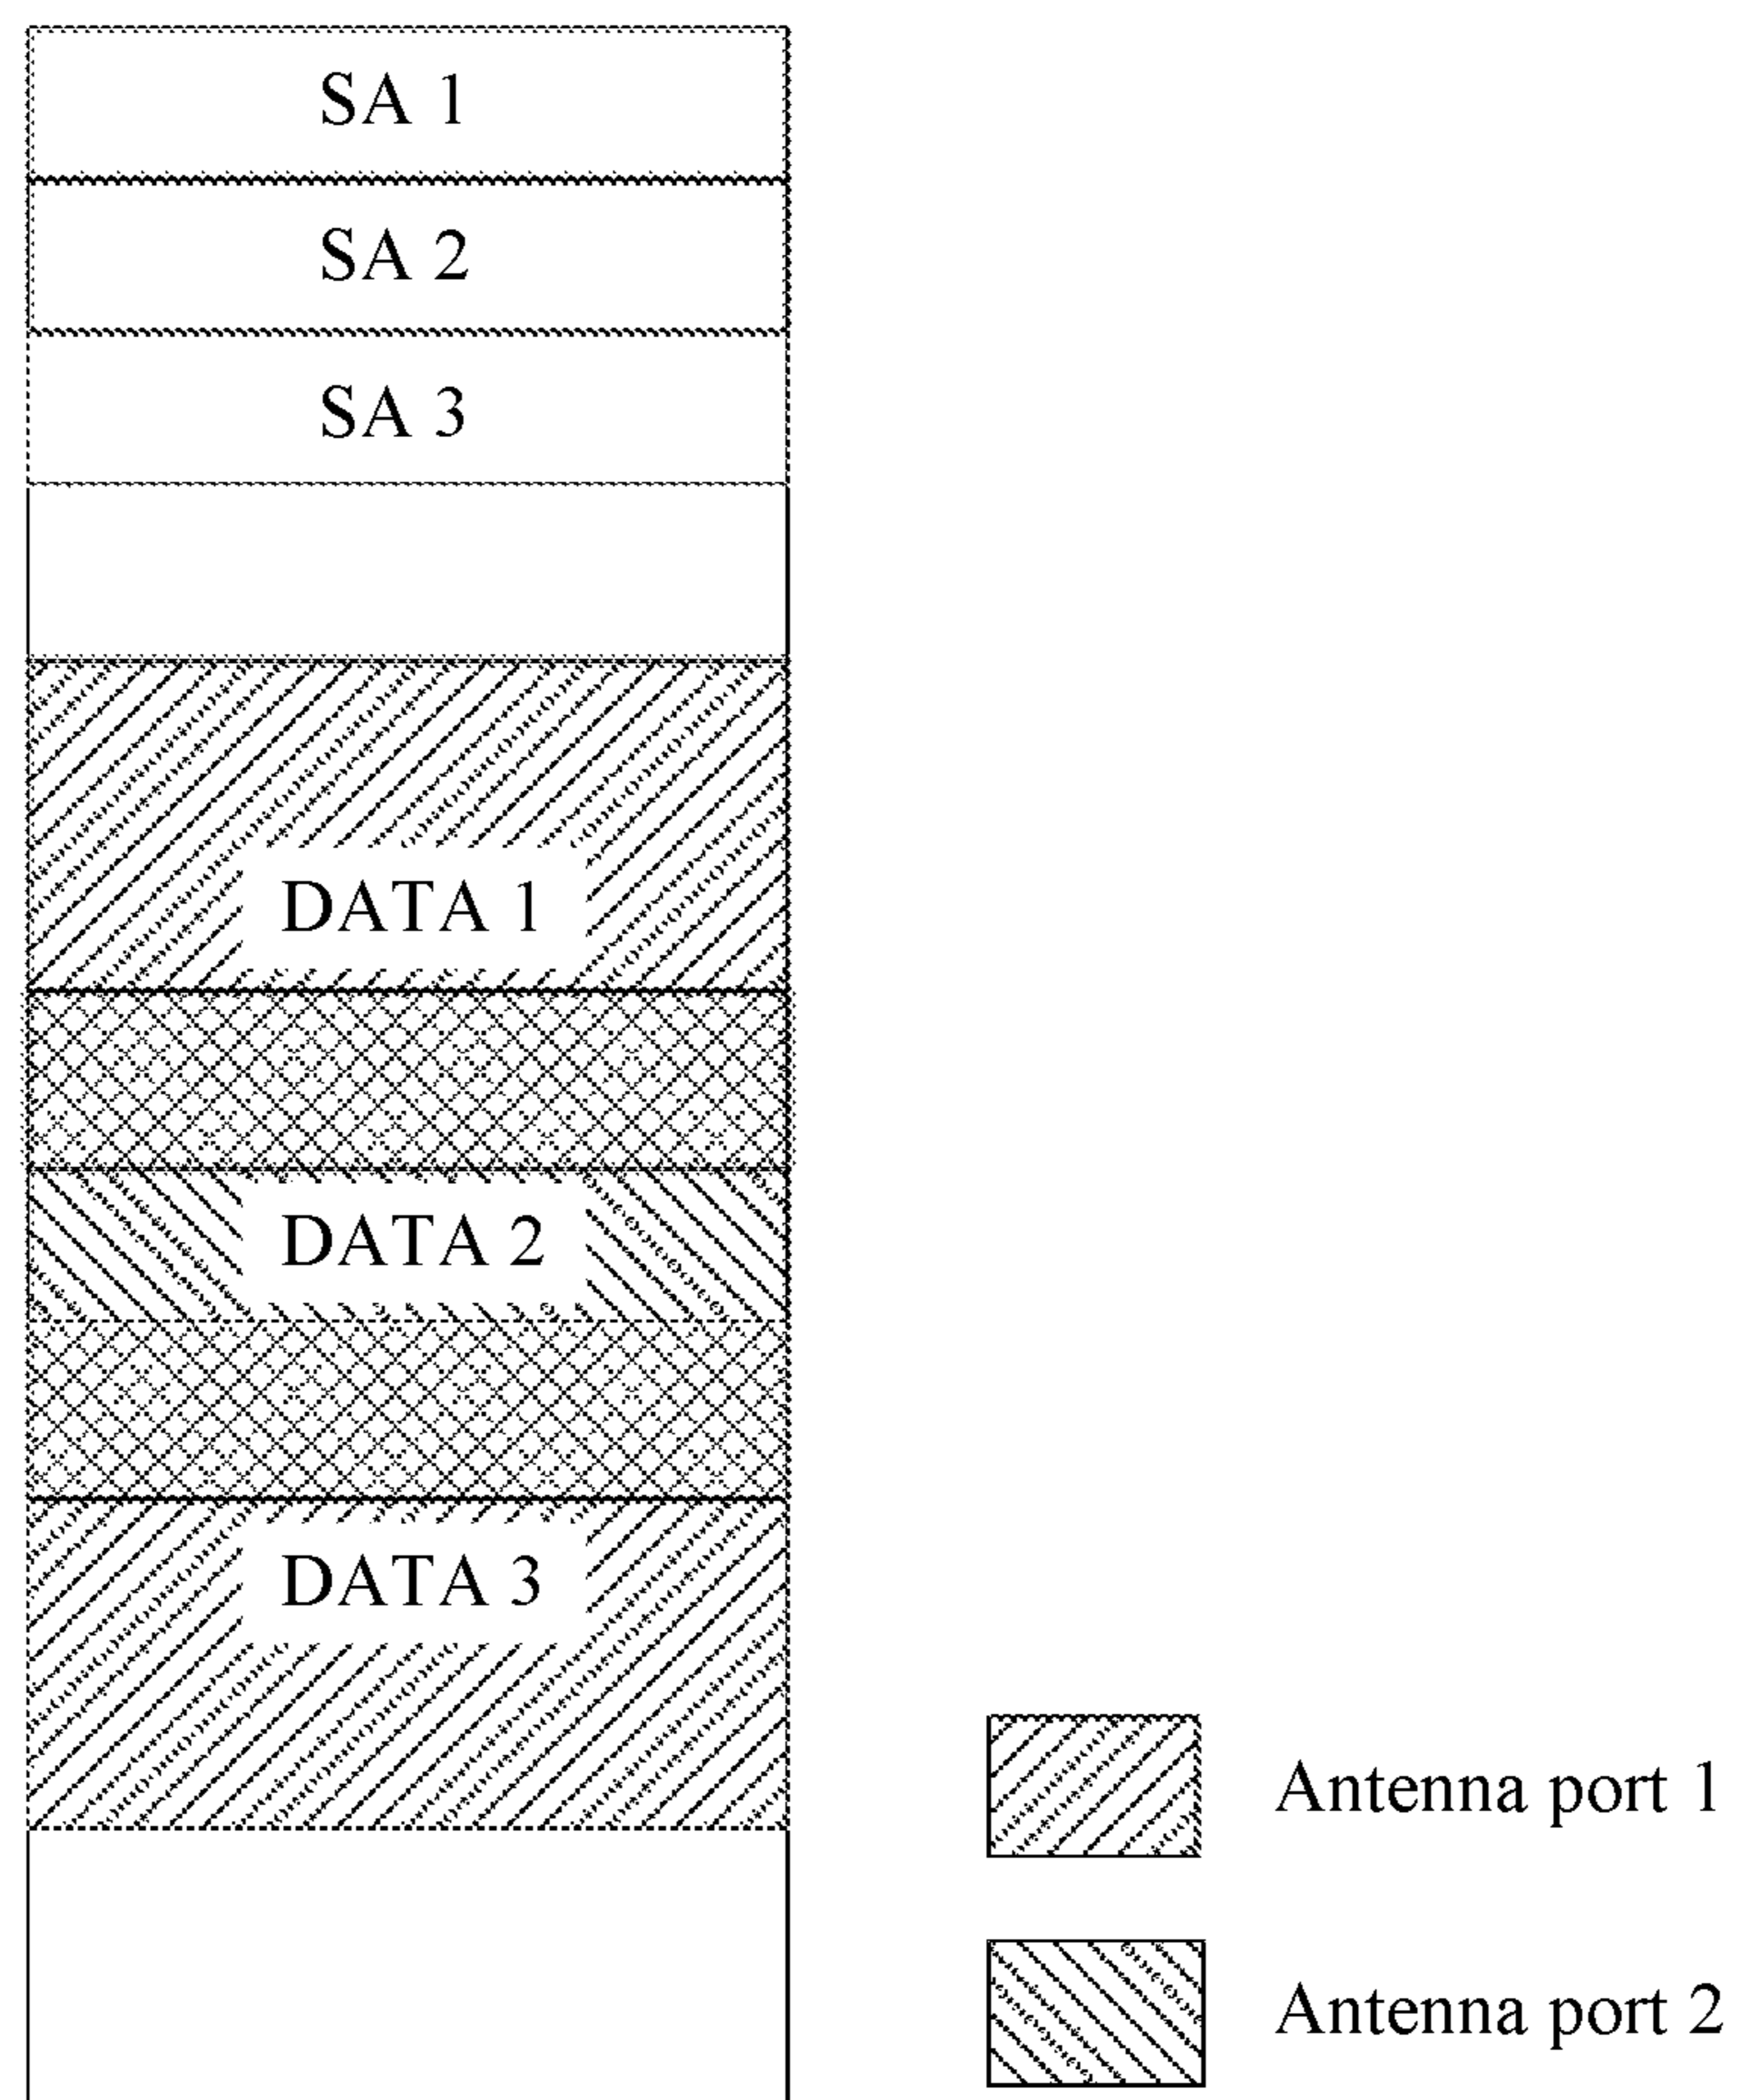 SA 1
SA 2
SA 3
DATA 1
DATA 2
DATA 3
Antenna port 1
Antenna port 2